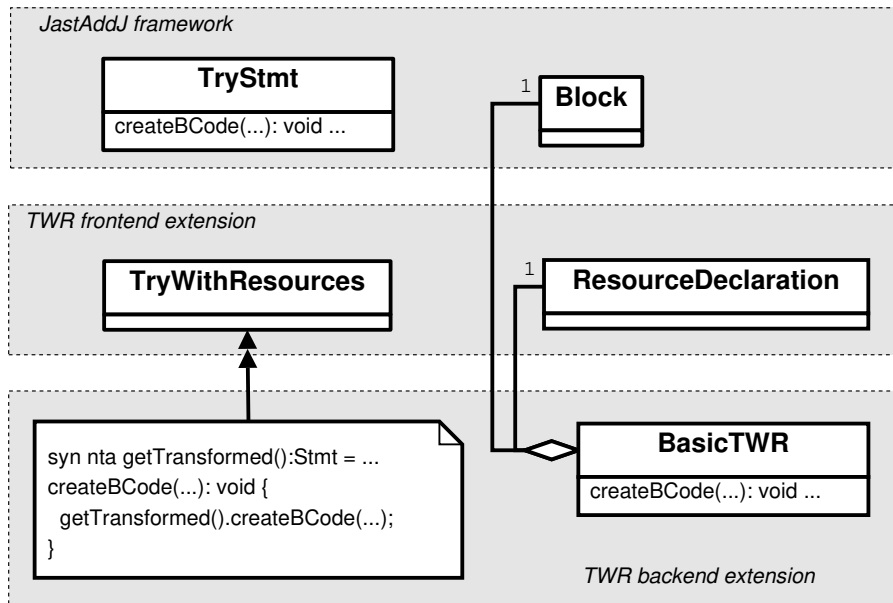 JastAddJ framework
TryStmt
createBCode(...): void ...
1
Block
TWR frontend extension
TryWithResources
1
ResourceDeclaration
syn nta getTransformed():Stmt = ...
createBCode(...): void {
  getTransformed().createBCode(...);
}
BasicTWR
createBCode(...): void ...
TWR backend extension